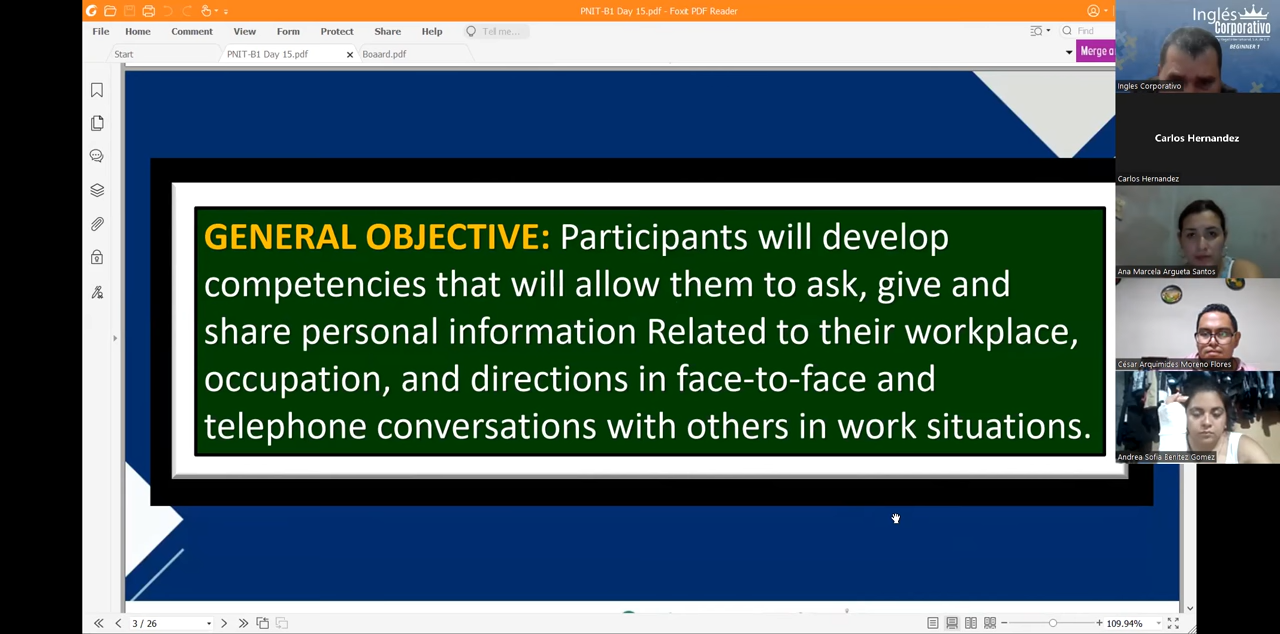 PNIT-B1 Day 15.pdf - Foxit PDF Reader
File Home Comment View Form Protect Share Help Tell me... Find
Start PNIT-B1 Day 15.pdf Boaard.pdf Merge a
GENERAL OBJECTIVE: Participants will develop
competencies that will allow them to ask, give and
share personal information Related to their workplace,
occupation, and directions in face-to-face and
telephone conversations with others in work situations.
3 / 26
109.94%
Inglés
Corporativo
BEGINNER 1
Ingles Corporativo
Carlos Hernandez
Carlos Hernandez
Ana Marcela Argueta Santos
César Arquimides Moreno Flores
Andrea Sofia Benitez Gomez